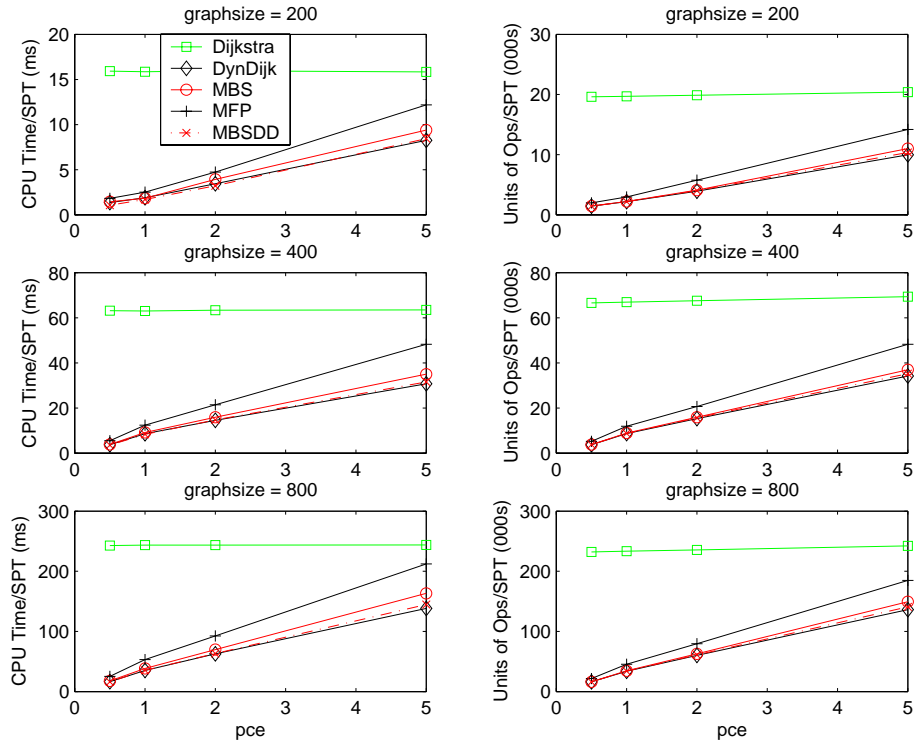 graphsize = 200
CPU Time/SPT (ms)
20
15
10
5
0
0 1 2 3 4 5
Dijkstra
DynDijk
MBS
MFP
MBSDD
graphsize = 200
Units of Ops/SPT (000s)
30
20
10
0
0 1 2 3 4 5
graphsize = 400
CPU Time/SPT (ms)
80
60
40
20
0
0 1 2 3 4 5
graphsize = 400
Units of Ops/SPT (000s)
80
60
40
20
0
0 1 2 3 4 5
graphsize = 800
CPU Time/SPT (ms)
300
200
100
0
0 1 2 3 4 5
pce
graphsize = 800
Units of Ops/SPT (000s)
300
200
100
0
0 1 2 3 4 5
pce